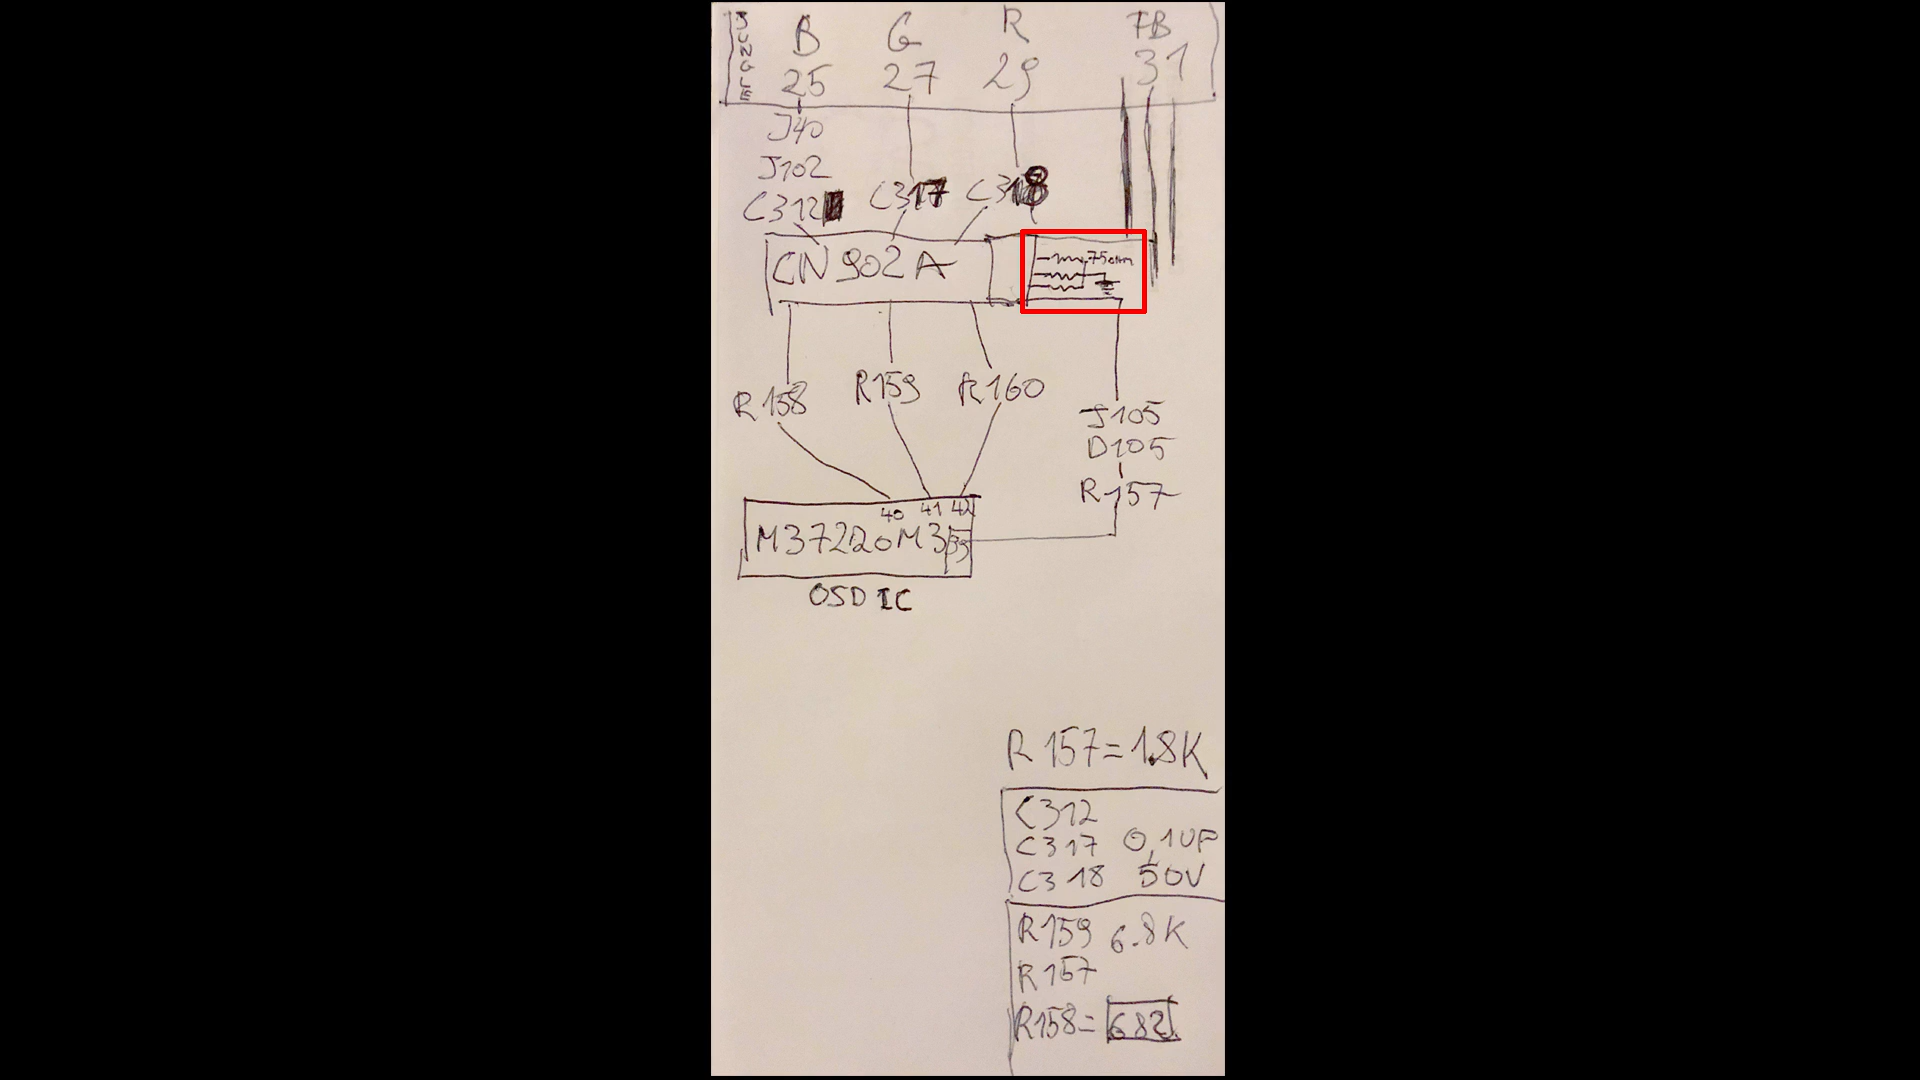 JUNGLE
B G R FB
25 27 29 31
J40
J102
C312 C317 C318
CN902A
75ohm
R158 R159 R160
J105
D105
R157
40 41 42
M37220M3 39
OSD IC
R157=1.8K
C312
C317 0,1UF
C318 50V
R159 6.8K
R157
R158= 682